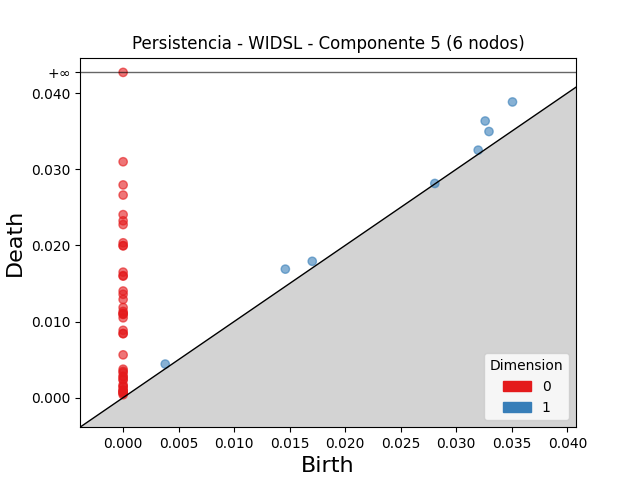 Persistencia - WIDSL - Componente 5 (6 nodos)
+∞
0.040
0.030
0.020
0.010
0.000
Death
Dimension
0
1
0.000 0.005 0.010 0.015 0.020 0.025 0.030 0.035 0.040
Birth